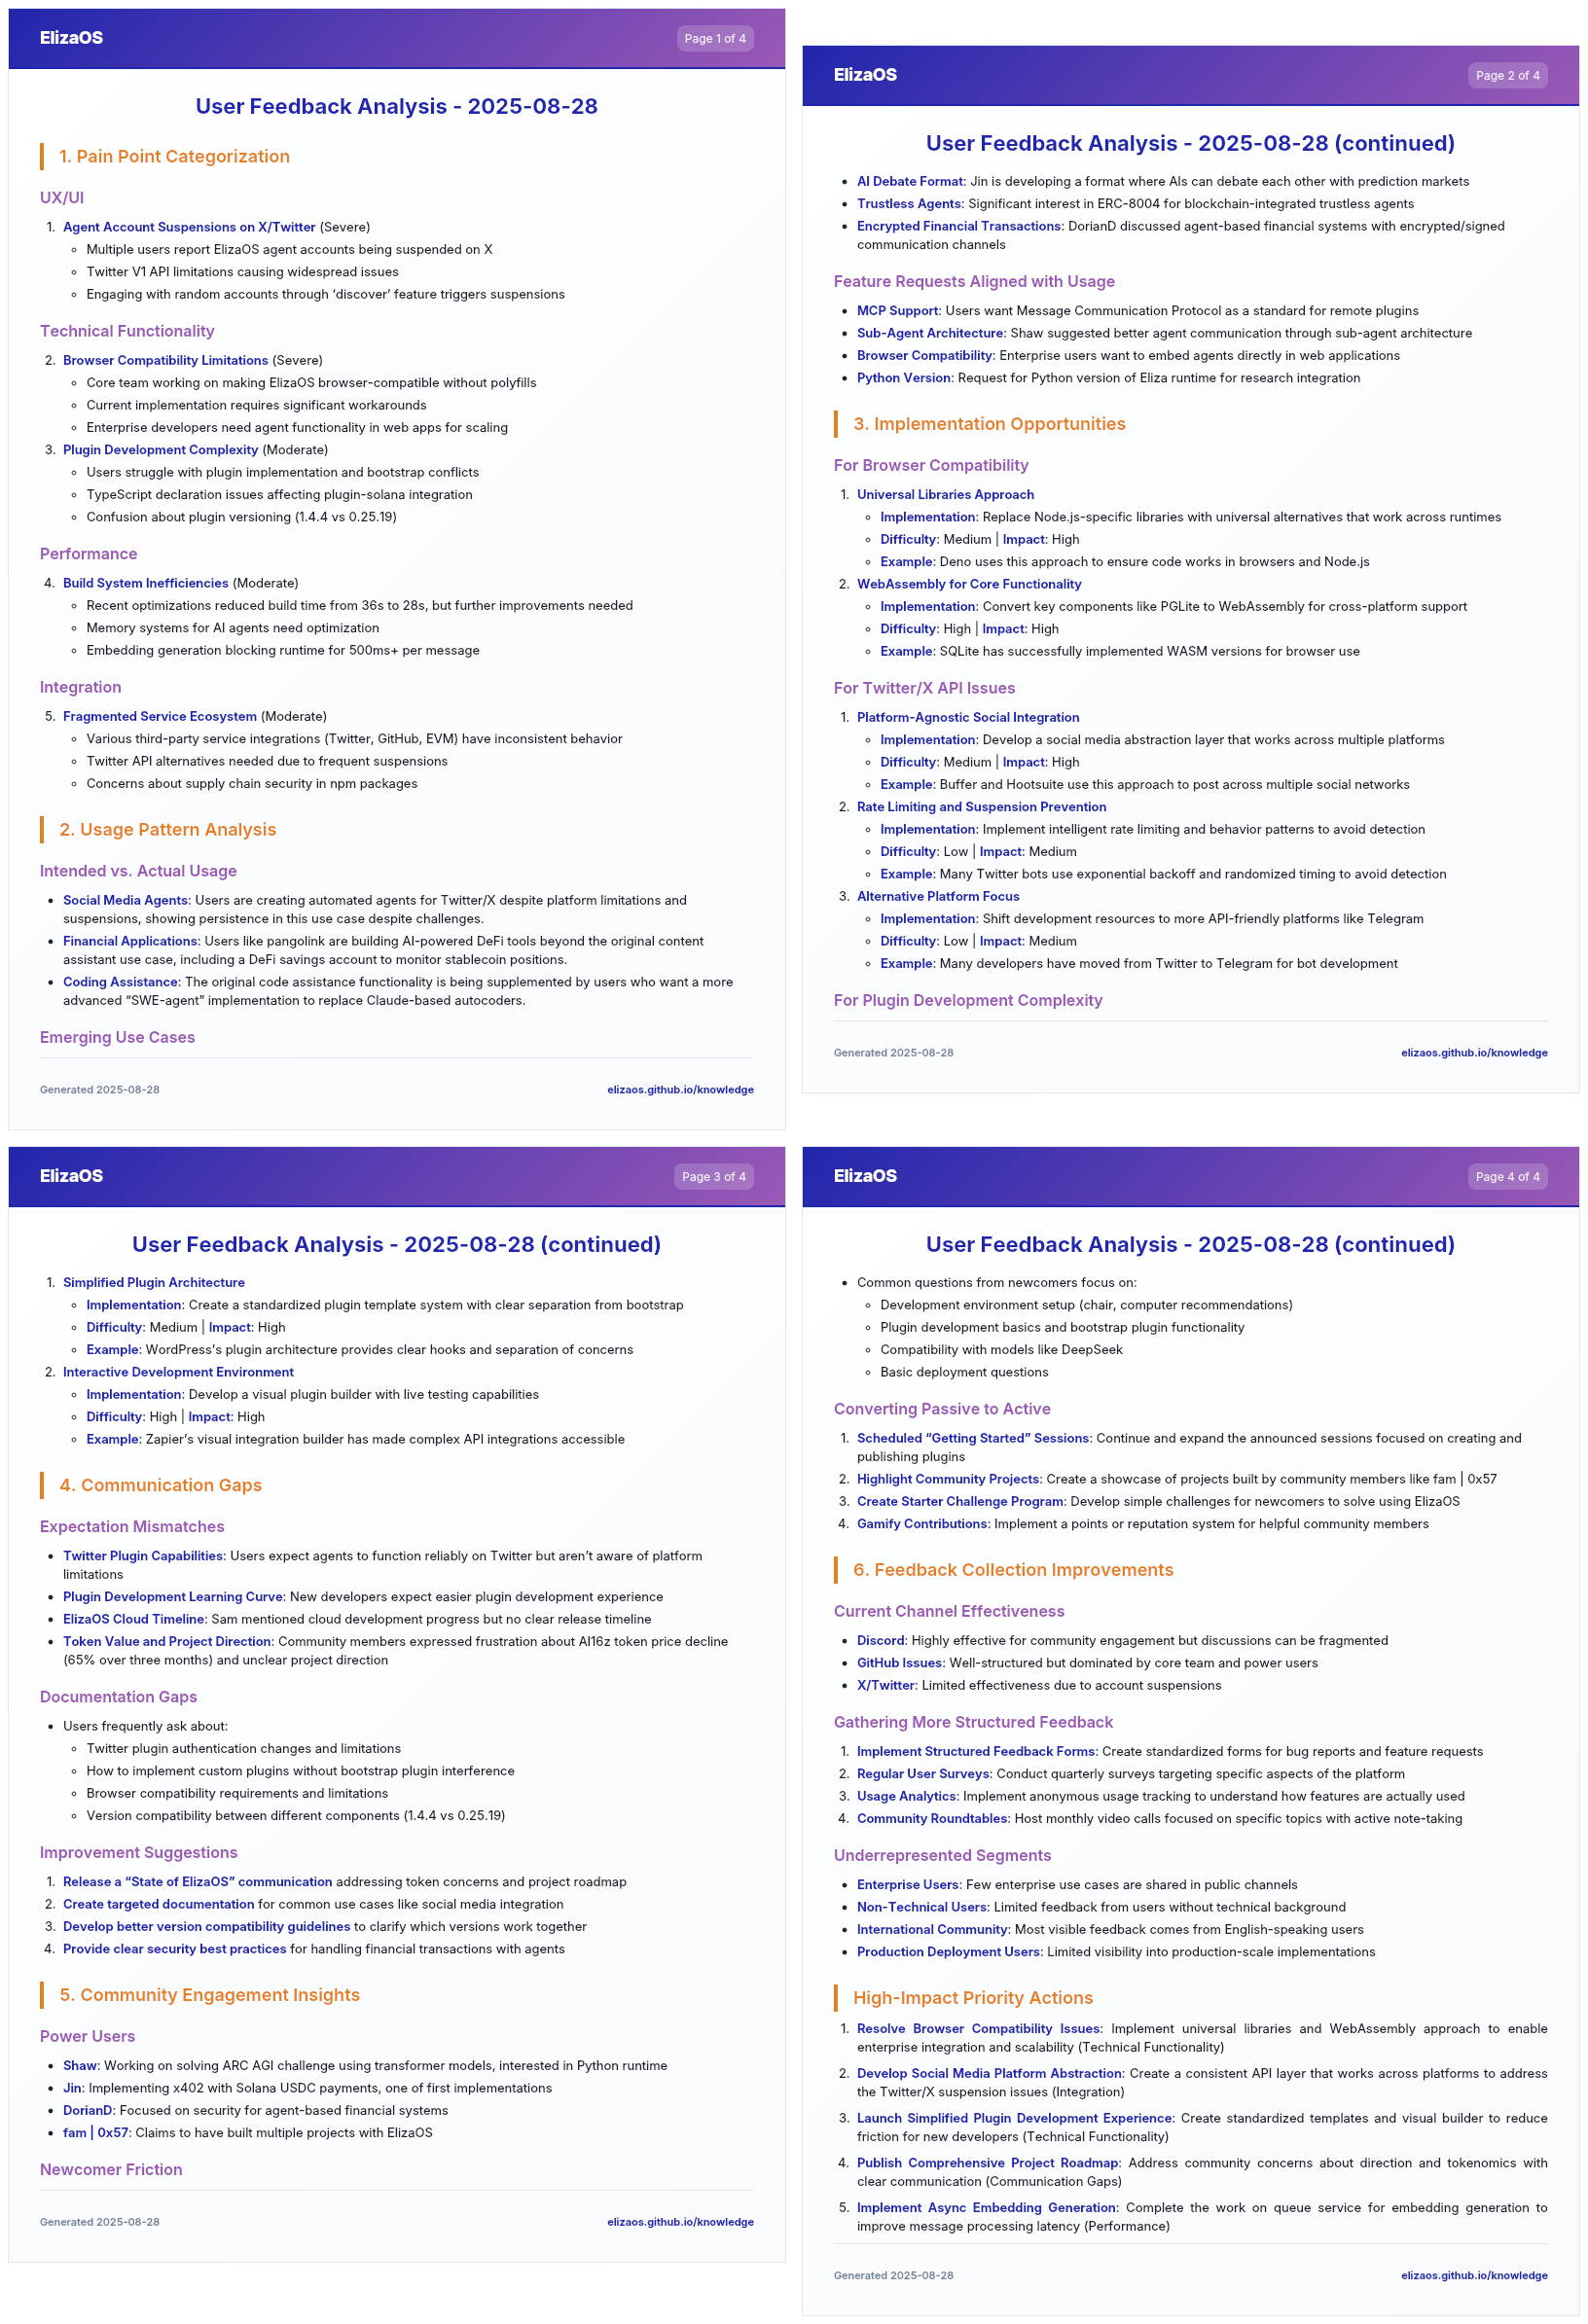 ElizaOS
Page 1 of 4
User Feedback Analysis - 2025-08-28
1. Pain Point Categorization
UX/UI
1. Agent Account Suspensions on X/Twitter (Severe)
◦ Multiple users report ElizaOS agent accounts being suspended on X
◦ Twitter V1 API limitations causing widespread issues
◦ Engaging with random accounts through ‘discover’ feature triggers suspensions
Technical Functionality
2. Browser Compatibility Limitations (Severe)
◦ Core team working on making ElizaOS browser-compatible without polyfills
◦ Current implementation requires significant workarounds
◦ Enterprise developers need agent functionality in web apps for scaling
3. Plugin Development Complexity (Moderate)
◦ Users struggle with plugin implementation and bootstrap conflicts
◦ TypeScript declaration issues affecting plugin-solana integration
◦ Confusion about plugin versioning (1.4.4 vs 0.25.19)
Performance
4. Build System Inefficiencies (Moderate)
◦ Recent optimizations reduced build time from 36s to 28s, but further improvements needed
◦ Memory systems for AI agents need optimization
◦ Embedding generation blocking runtime for 500ms+ per message
Integration
5. Fragmented Service Ecosystem (Moderate)
◦ Various third-party service integrations (Twitter, GitHub, EVM) have inconsistent behavior
◦ Twitter API alternatives needed due to frequent suspensions
◦ Concerns about supply chain security in npm packages
2. Usage Pattern Analysis
Intended vs. Actual Usage
• Social Media Agents: Users are creating automated agents for Twitter/X despite platform limitations and
suspensions, showing persistence in this use case despite challenges.
• Financial Applications: Users like pangolink are building AI-powered DeFi tools beyond the original content
assistant use case, including a DeFi savings account to monitor stablecoin positions.
• Coding Assistance: The original code assistance functionality is being supplemented by users who want a more
advanced “SWE-agent” implementation to replace Claude-based autocoders.
Emerging Use Cases
Generated 2025-08-28
elizaos.github.io/knowledge
ElizaOS
Page 2 of 4
User Feedback Analysis - 2025-08-28 (continued)
• AI Debate Format: Jin is developing a format where AIs can debate each other with prediction markets
• Trustless Agents: Significant interest in ERC-8004 for blockchain-integrated trustless agents
• Encrypted Financial Transactions: DorianD discussed agent-based financial systems with encrypted/signed
communication channels
Feature Requests Aligned with Usage
• MCP Support: Users want Message Communication Protocol as a standard for remote plugins
• Sub-Agent Architecture: Shaw suggested better agent communication through sub-agent architecture
• Browser Compatibility: Enterprise users want to embed agents directly in web applications
• Python Version: Request for Python version of Eliza runtime for research integration
3. Implementation Opportunities
For Browser Compatibility
1. Universal Libraries Approach
◦ Implementation: Replace Node.js-specific libraries with universal alternatives that work across runtimes
◦ Difficulty: Medium | Impact: High
◦ Example: Deno uses this approach to ensure code works in browsers and Node.js
2. WebAssembly for Core Functionality
◦ Implementation: Convert key components like PGLite to WebAssembly for cross-platform support
◦ Difficulty: High | Impact: High
◦ Example: SQLite has successfully implemented WASM versions for browser use
For Twitter/X API Issues
1. Platform-Agnostic Social Integration
◦ Implementation: Develop a social media abstraction layer that works across multiple platforms
◦ Difficulty: Medium | Impact: High
◦ Example: Buffer and Hootsuite use this approach to post across multiple social networks
2. Rate Limiting and Suspension Prevention
◦ Implementation: Implement intelligent rate limiting and behavior patterns to avoid detection
◦ Difficulty: Low | Impact: Medium
◦ Example: Many Twitter bots use exponential backoff and randomized timing to avoid detection
3. Alternative Platform Focus
◦ Implementation: Shift development resources to more API-friendly platforms like Telegram
◦ Difficulty: Low | Impact: Medium
◦ Example: Many developers have moved from Twitter to Telegram for bot development
For Plugin Development Complexity
Generated 2025-08-28
elizaos.github.io/knowledge
ElizaOS
Page 3 of 4
User Feedback Analysis - 2025-08-28 (continued)
1. Simplified Plugin Architecture
◦ Implementation: Create a standardized plugin template system with clear separation from bootstrap
◦ Difficulty: Medium | Impact: High
◦ Example: WordPress’s plugin architecture provides clear hooks and separation of concerns
2. Interactive Development Environment
◦ Implementation: Develop a visual plugin builder with live testing capabilities
◦ Difficulty: High | Impact: High
◦ Example: Zapier’s visual integration builder has made complex API integrations accessible
4. Communication Gaps
Expectation Mismatches
• Twitter Plugin Capabilities: Users expect agents to function reliably on Twitter but aren’t aware of platform
limitations
• Plugin Development Learning Curve: New developers expect easier plugin development experience
• ElizaOS Cloud Timeline: Sam mentioned cloud development progress but no clear release timeline
• Token Value and Project Direction: Community members expressed frustration about AI16z token price decline
(65% over three months) and unclear project direction
Documentation Gaps
• Users frequently ask about:
◦ Twitter plugin authentication changes and limitations
◦ How to implement custom plugins without bootstrap plugin interference
◦ Browser compatibility requirements and limitations
◦ Version compatibility between different components (1.4.4 vs 0.25.19)
Improvement Suggestions
1. Release a “State of ElizaOS” communication addressing token concerns and project roadmap
2. Create targeted documentation for common use cases like social media integration
3. Develop better version compatibility guidelines to clarify which versions work together
4. Provide clear security best practices for handling financial transactions with agents
5. Community Engagement Insights
Power Users
• Shaw: Working on solving ARC AGI challenge using transformer models, interested in Python runtime
• Jin: Implementing x402 with Solana USDC payments, one of first implementations
• DorianD: Focused on security for agent-based financial systems
• fam | 0x57: Claims to have built multiple projects with ElizaOS
Newcomer Friction
Generated 2025-08-28
elizaos.github.io/knowledge
ElizaOS
Page 4 of 4
User Feedback Analysis - 2025-08-28 (continued)
• Common questions from newcomers focus on:
◦ Development environment setup (chair, computer recommendations)
◦ Plugin development basics and bootstrap plugin functionality
◦ Compatibility with models like DeepSeek
◦ Basic deployment questions
Converting Passive to Active
1. Scheduled “Getting Started” Sessions: Continue and expand the announced sessions focused on creating and
publishing plugins
2. Highlight Community Projects: Create a showcase of projects built by community members like fam | 0x57
3. Create Starter Challenge Program: Develop simple challenges for newcomers to solve using ElizaOS
4. Gamify Contributions: Implement a points or reputation system for helpful community members
6. Feedback Collection Improvements
Current Channel Effectiveness
• Discord: Highly effective for community engagement but discussions can be fragmented
• GitHub Issues: Well-structured but dominated by core team and power users
• X/Twitter: Limited effectiveness due to account suspensions
Gathering More Structured Feedback
1. Implement Structured Feedback Forms: Create standardized forms for bug reports and feature requests
2. Regular User Surveys: Conduct quarterly surveys targeting specific aspects of the platform
3. Usage Analytics: Implement anonymous usage tracking to understand how features are actually used
4. Community Roundtables: Host monthly video calls focused on specific topics with active note-taking
Underrepresented Segments
• Enterprise Users: Few enterprise use cases are shared in public channels
• Non-Technical Users: Limited feedback from users without technical background
• International Community: Most visible feedback comes from English-speaking users
• Production Deployment Users: Limited visibility into production-scale implementations
High-Impact Priority Actions
1. Resolve Browser Compatibility Issues: Implement universal libraries and WebAssembly approach to enable
enterprise integration and scalability (Technical Functionality)
2. Develop Social Media Platform Abstraction: Create a consistent API layer that works across platforms to address
the Twitter/X suspension issues (Integration)
3. Launch Simplified Plugin Development Experience: Create standardized templates and visual builder to reduce
friction for new developers (Technical Functionality)
4. Publish Comprehensive Project Roadmap: Address community concerns about direction and tokenomics with
clear communication (Communication Gaps)
5. Implement Async Embedding Generation: Complete the work on queue service for embedding generation to
improve message processing latency (Performance)
Generated 2025-08-28
elizaos.github.io/knowledge